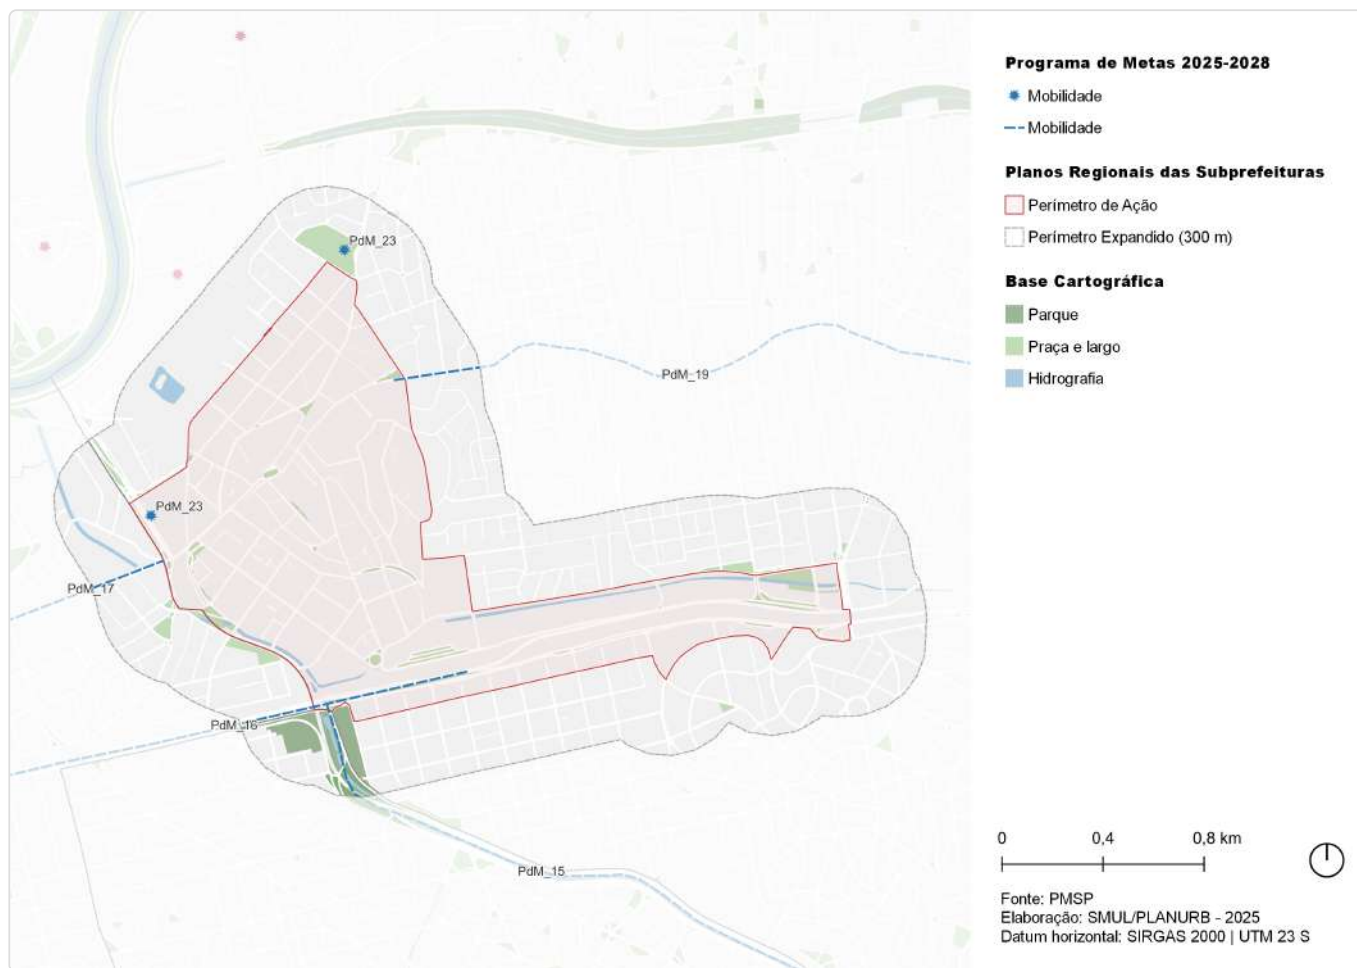 Programa de Metas 2025-2028
Mobilidade
Mobilidade
Planos Regionais das Subprefeituras
Perímetro de Ação
Perímetro Expandido (300 m)
Base Cartográfica
Parque
Praça e largo
Hidrografia
PdM_23
PdM_19
PdM_23
PdM_17
PdM_16
PdM_15
0 0,4 0,8 km
Fonte: PMSP
Elaboração: SMUL/PLANURB - 2025
Datum horizontal: SIRGAS 2000 | UTM 23 S